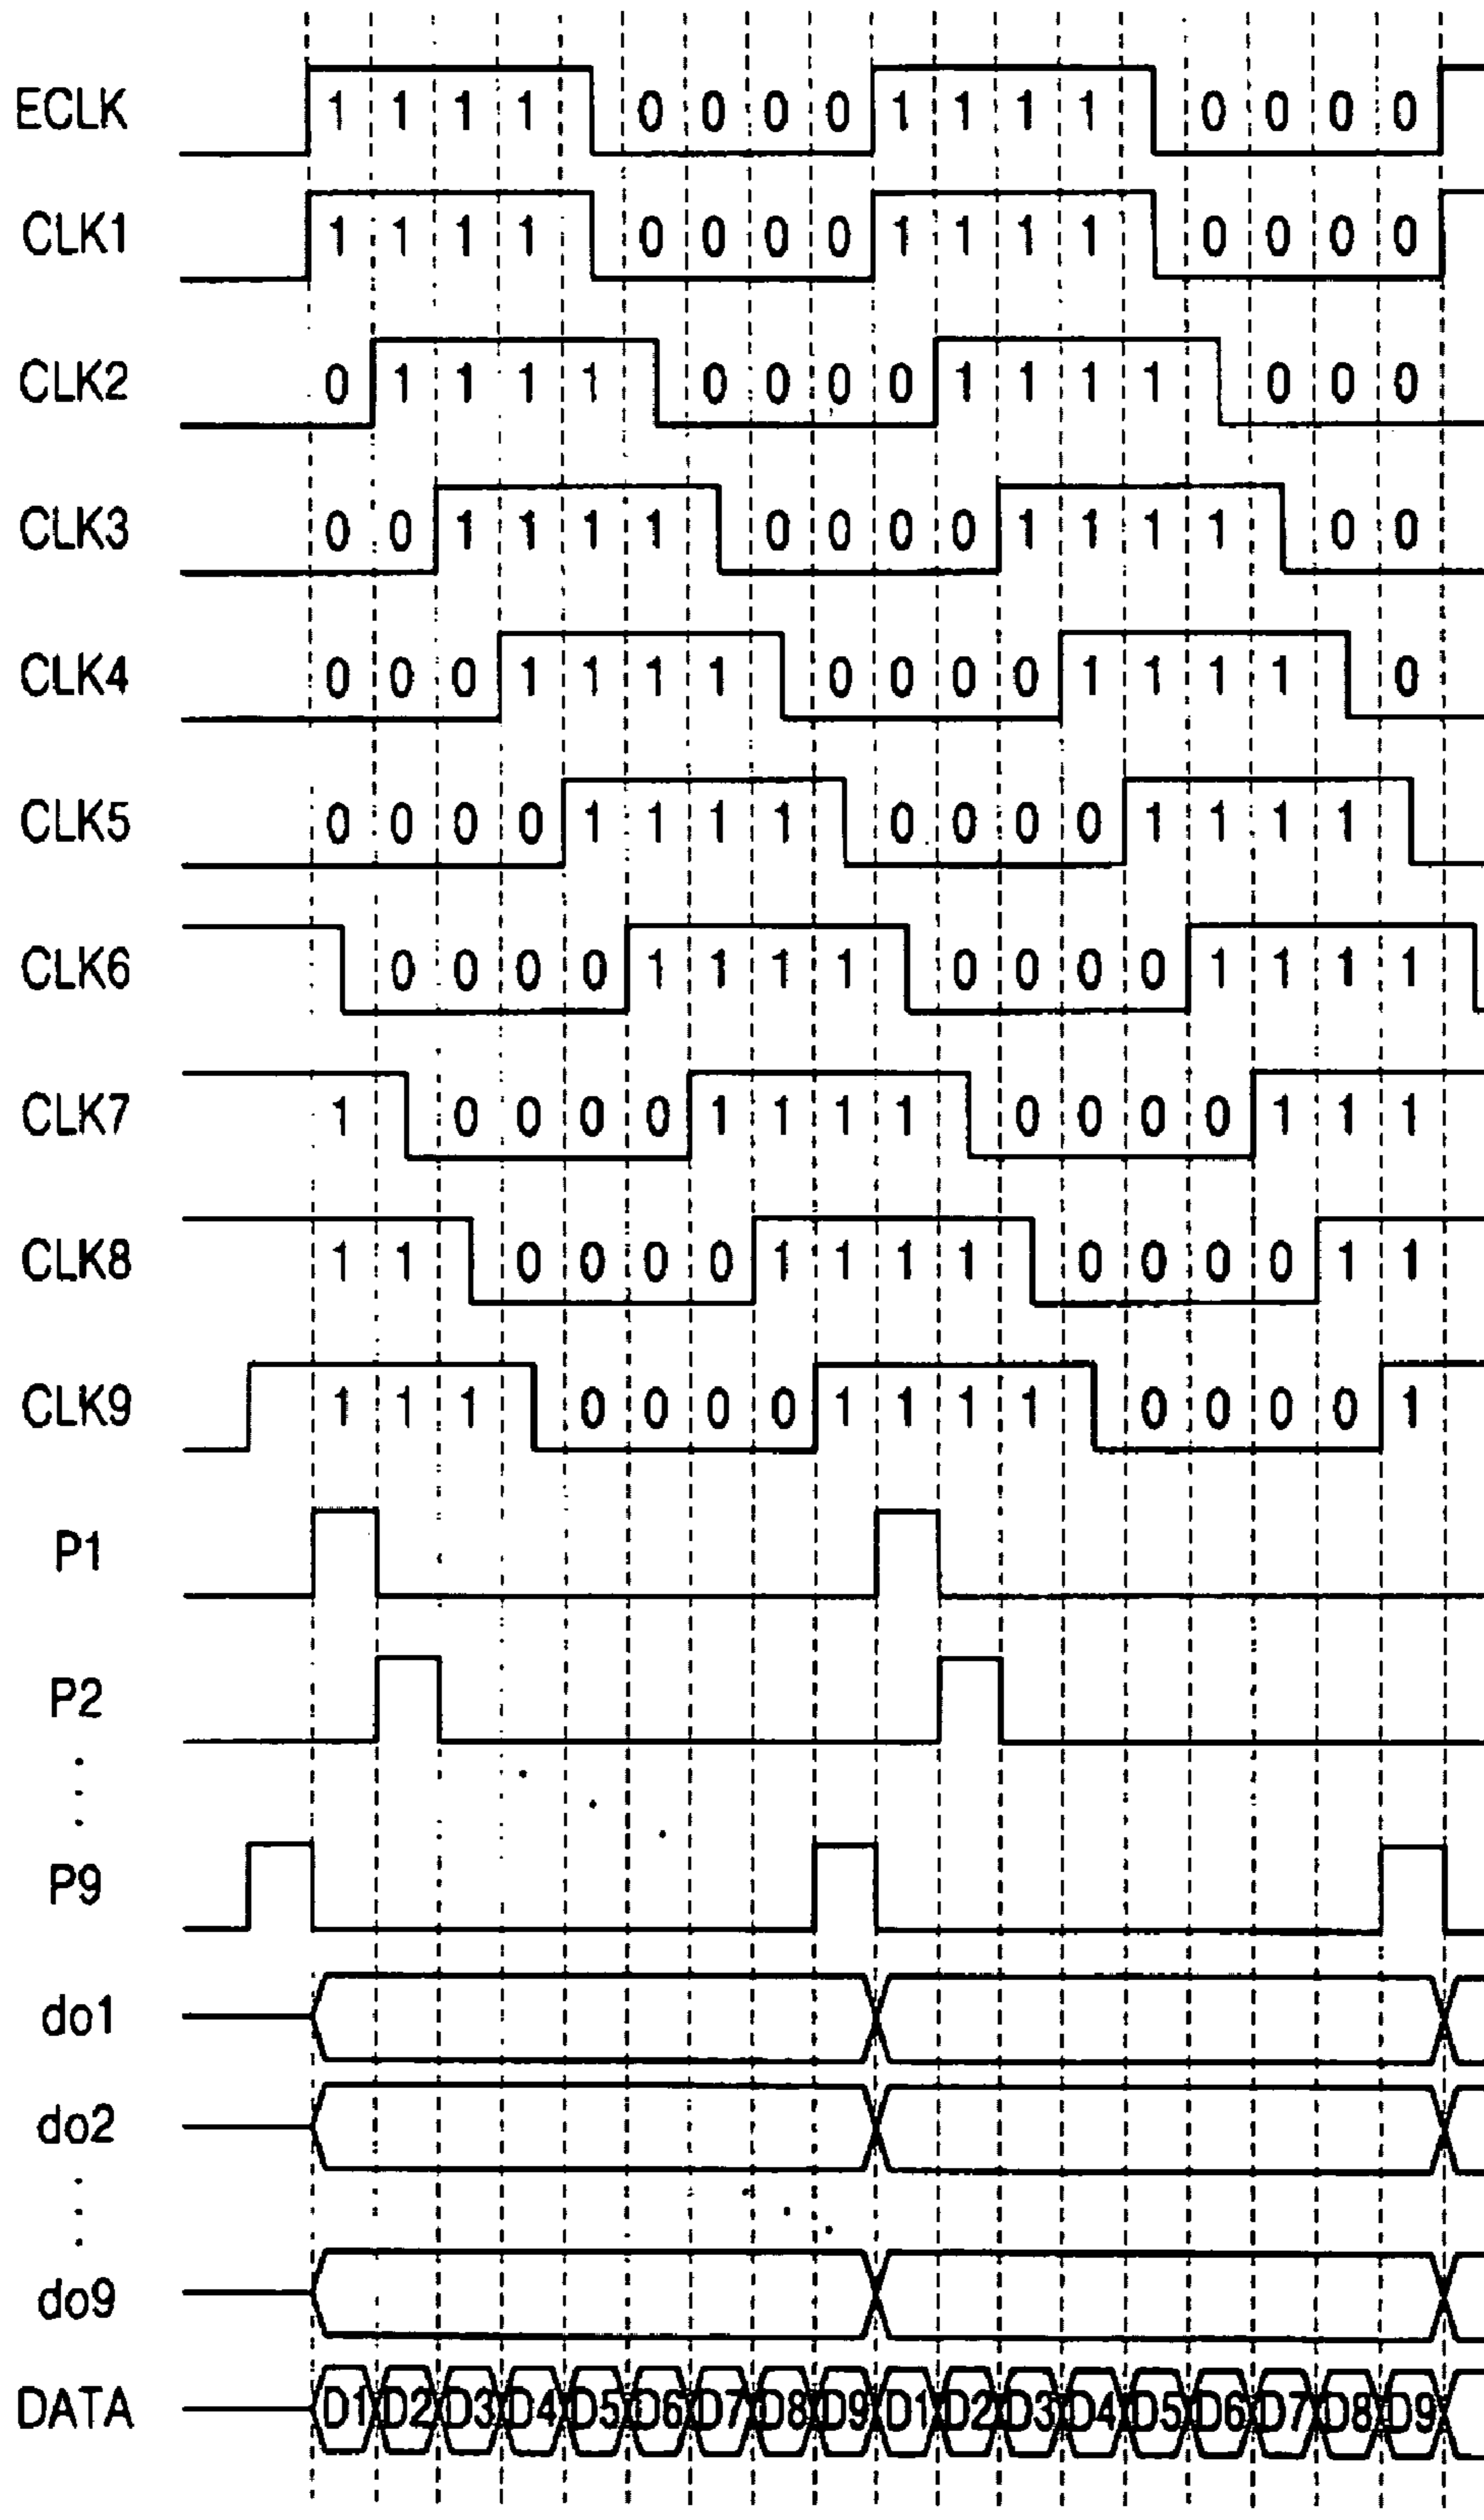 ECLK 1 1 1 1 0 0 0 0 1 1 1 1 0 0 0 0
CLK1 1 1 1 1 0 0 0 0 1 1 1 1 0 0 0 0
CLK2 0 1 1 1 1 0 0 0 0 1 1 1 1 0 0 0
CLK3 0 0 1 1 1 1 0 0 0 0 1 1 1 1 0 0
CLK4 0 0 0 1 1 1 1 0 0 0 0 1 1 1 1 0
CLK5 0 0 0 0 1 1 1 1 0 0 0 0 1 1 1 1
CLK6 0 0 0 0 1 1 1 1 0 0 0 0 1 1 1 1
CLK7 1 0 0 0 0 1 1 1 1 0 0 0 0 1 1 1
CLK8 1 1 0 0 0 0 1 1 1 1 0 0 0 0 1 1
CLK9 1 1 1 0 0 0 0 1 1 1 1 0 0 0 0 1
P1
P2
P9
do1
do2
do9
DATA D1 D2 D3 D4 D5 D6 D7 D8 D9 D1 D2 D3 D4 D5 D6 D7 D8 D9